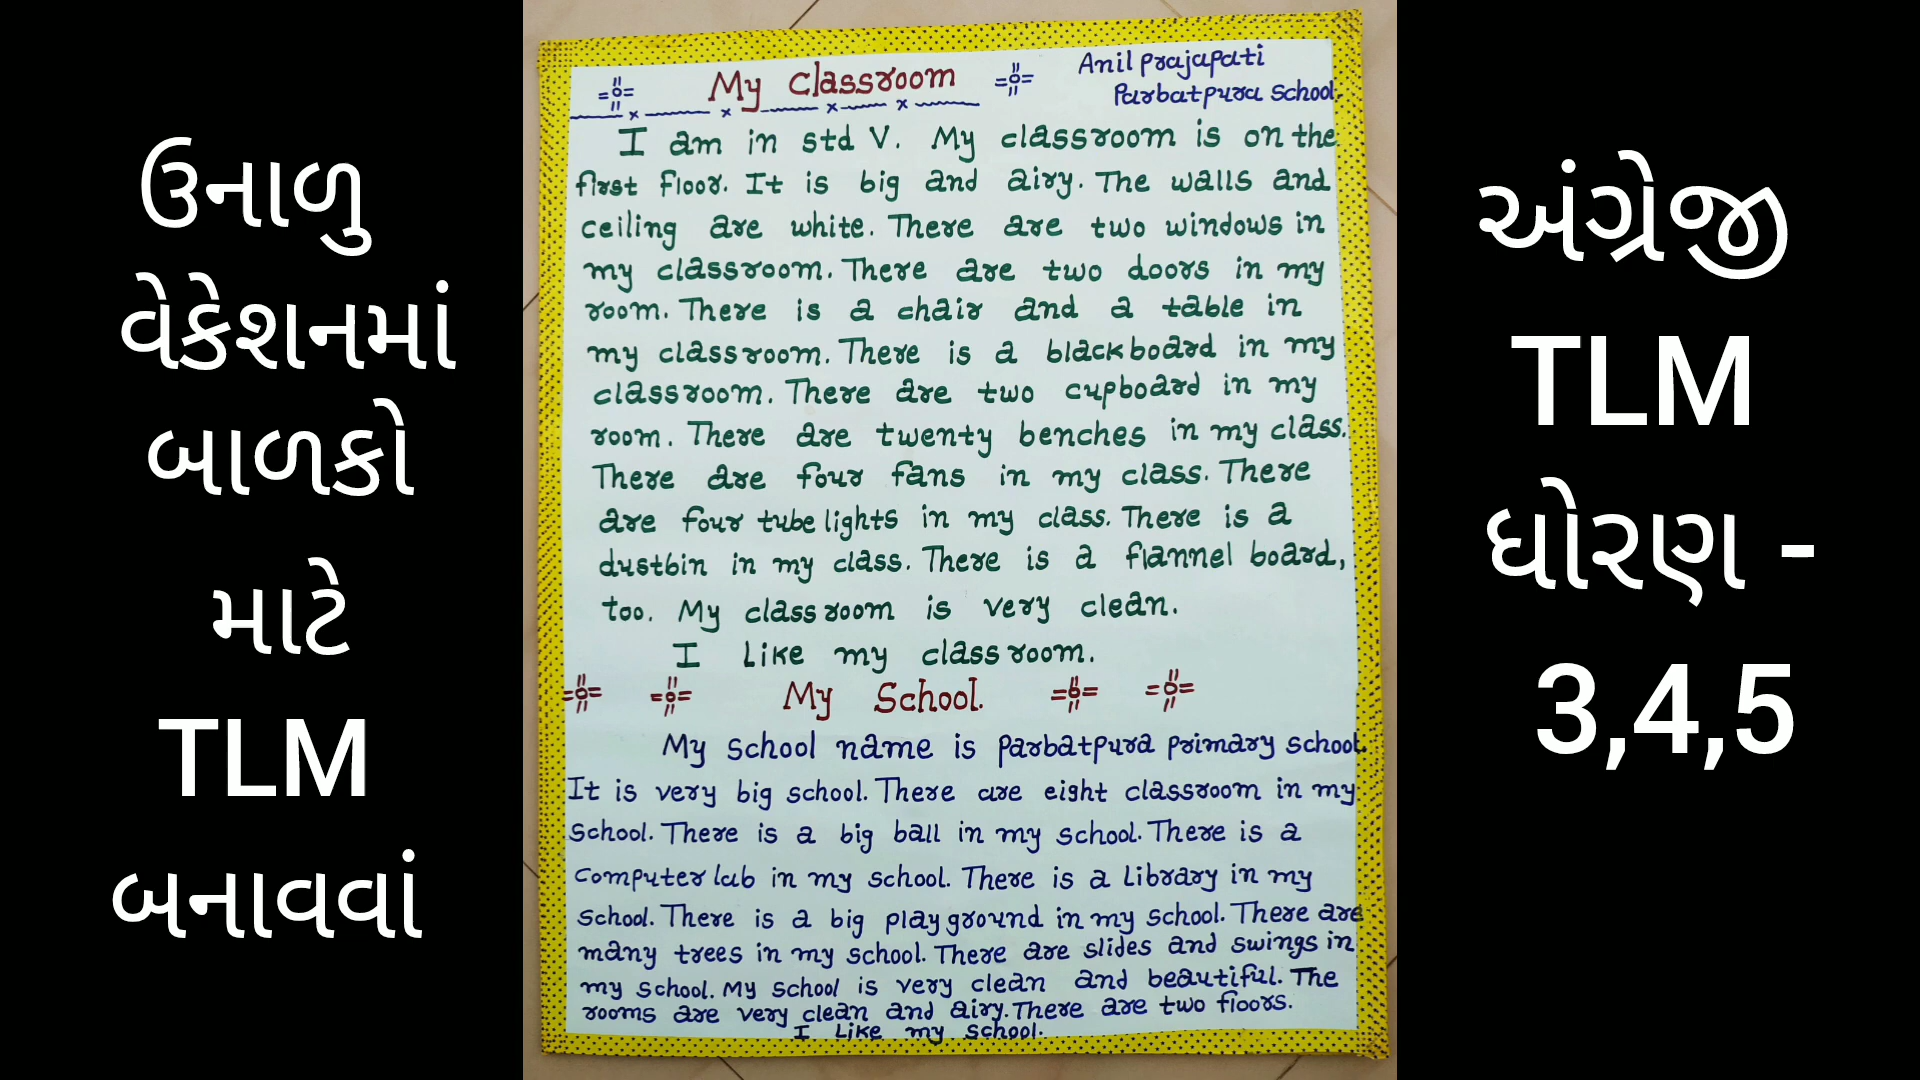 ઉનાળુ
વેકેશનમાં
બાળકો
માટે
TLM
બનાવવાં
My Classroom
Anil Prajapati
Parbatpura School.
I am in std V. My classroom is on the
first floor. It is big and airy. The walls and
ceiling are white. There are two windows in
my classroom. There are two doors in my
room. There is a chair and a table in
my classroom. There is a blackboard in my
classroom. There are two cupboard in my
room. There are twenty benches in my class.
There are four fans in my class. There
are four tube lights in my class. There is a
dustbin in my class. There is a flannel board,
too. My classroom is very clean.
I like my classroom.
My School.
My school name is Parbatpura primary school.
It is very big school. There are eight classroom in my
school. There is a big ball in my school. There is a
computer lab in my school. There is a Library in my
school. There is a big playground in my school. There are
many trees in my school. There are slides and swings in
my school. My school is very clean and beautiful. The
rooms are very clean and airy. There are two floors.
I like my school.
અંગ્રેજી
TLM
ધોરણ -
3,4,5